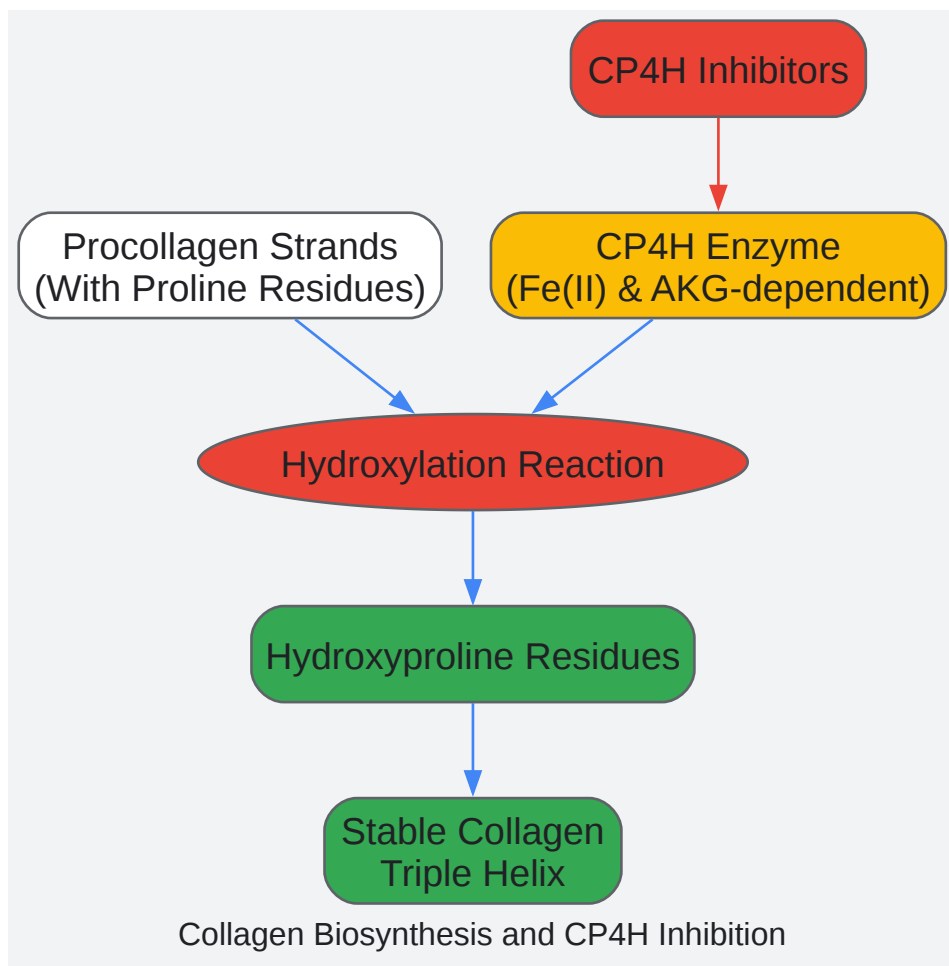 CP4H Inhibitors
Procollagen Strands
(With Proline Residues)
CP4H Enzyme
(Fe(II) & AKG-dependent)
Hydroxylation Reaction
Hydroxyproline Residues
Stable Collagen
Triple Helix
Collagen Biosynthesis and CP4H Inhibition